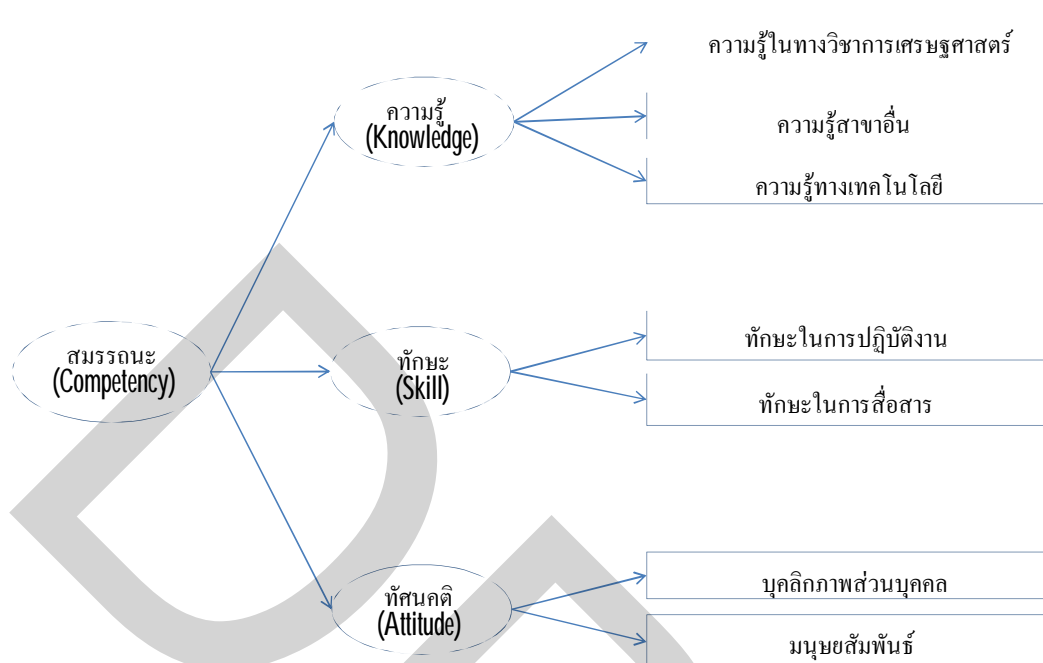 ความรู้ในทางวิชาการเศรษฐศาสตร์
ความรู้
(Knowledge)
ความรู้สาขาอื่น
ความรู้ทางเทคโนโลยี
สมรรถนะ
(Competency)
ทักษะ
(Skill)
ทักษะในการปฏิบัติงาน
ทักษะในการสื่อสาร
ทัศนคติ
(Attitude)
บุคลิกภาพส่วนบุคคล
มนุษยสัมพันธ์